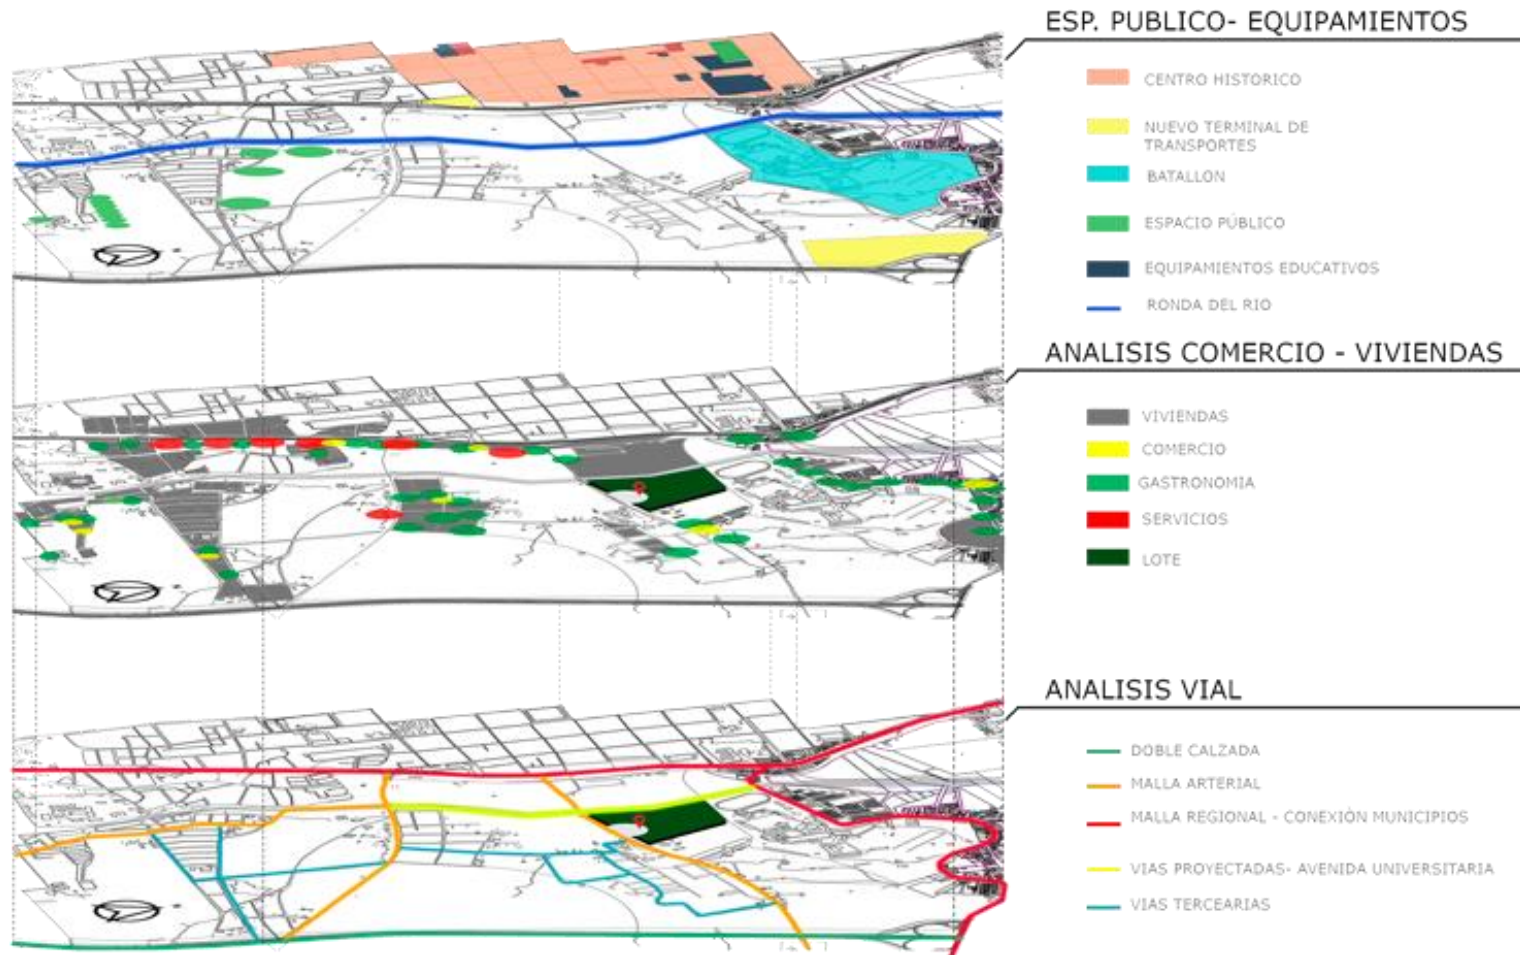 ESP. PUBLICO- EQUIPAMIENTOS
CENTRO HISTORICO
NUEVO TERMINAL DE
TRANSPORTES
BATALLON
ESPACIO PÚBLICO
EQUIPAMIENTOS EDUCATIVOS
RONDA DEL RIO
ANALISIS COMERCIO - VIVIENDAS
VIVIENDAS
COMERCIO
GASTRONOMIA
SERVICIOS
LOTE
ANALISIS VIAL
DOBLE CALZADA
MALLA ARTERIAL
MALLA REGIONAL - CONEXIÓN MUNICIPIOS
VIAS PROYECTADAS- AVENIDA UNIVERSITARIA
VIAS TERCEARIAS